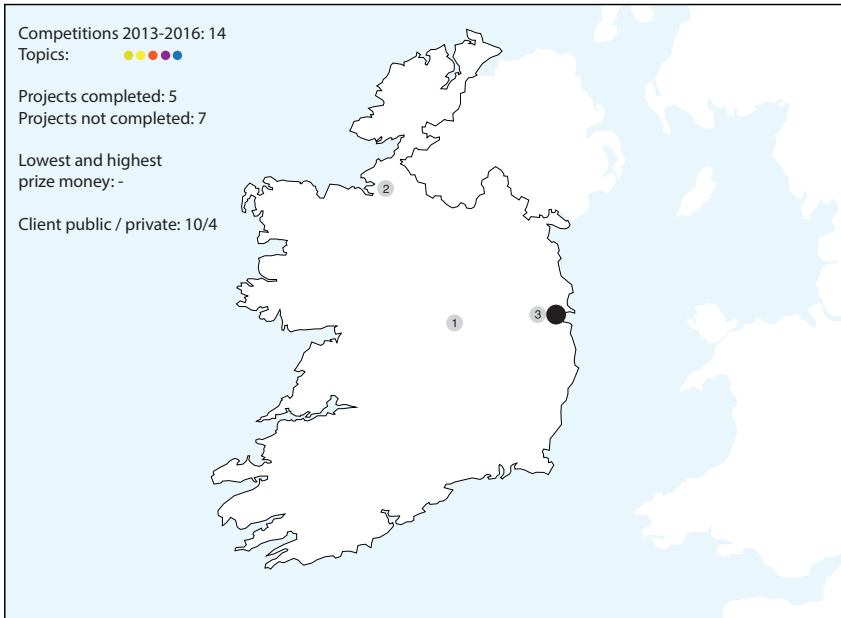 Competitions 2013-2016: 14
Topics:
Projects completed: 5
Projects not completed: 7
Lowest and highest
prize money: -
Client public / private: 10/4
2
3
1